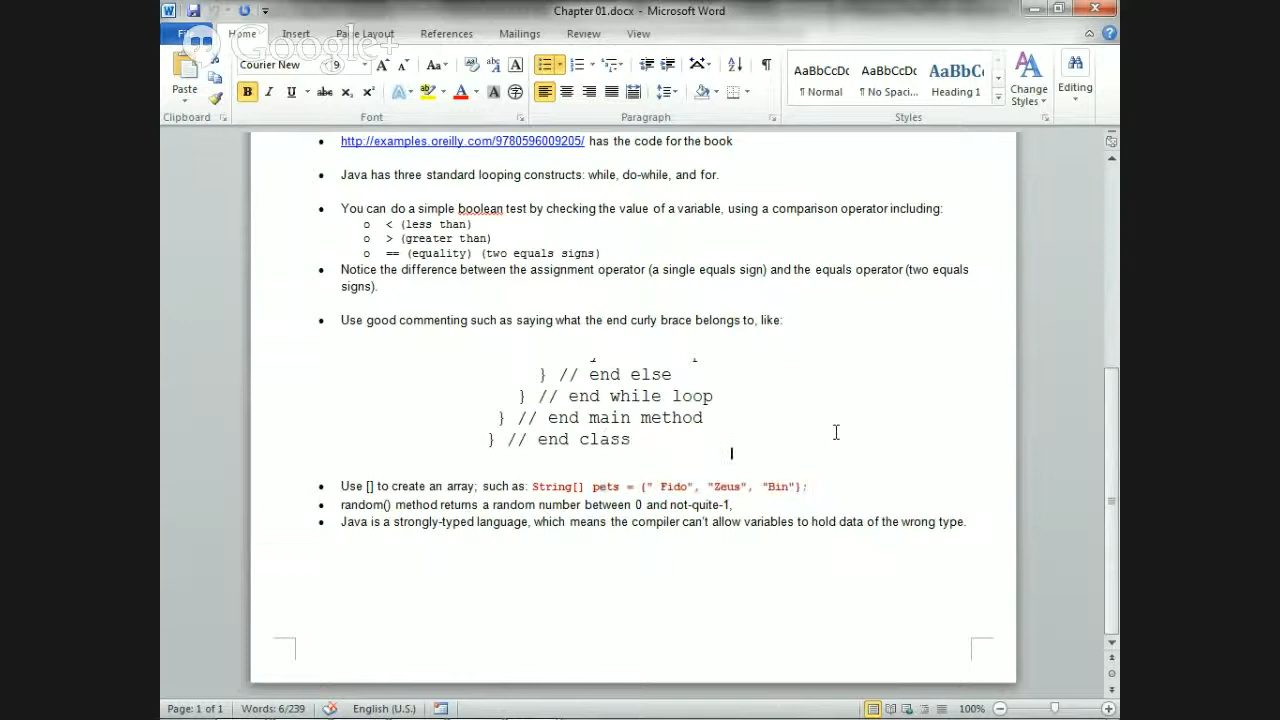 Chapter 01.docx - Microsoft Word
Home Insert Page Layout References Mailings Review View
Google+
Courier New 9 Aa
Paste
B I U abc x₂ x² A A
AaBbCcDc AaBbCcDc AaBbCc
¶ Normal ¶ No Spaci... Heading 1
Change Styles
Editing
Clipboard Font Paragraph Styles
• http://examples.oreilly.com/9780596009205/ has the code for the book
• Java has three standard looping constructs: while, do-while, and for.
• You can do a simple boolean test by checking the value of a variable, using a comparison operator including:
o < (less than)
o > (greater than)
o == (equality) (two equals signs)
• Notice the difference between the assignment operator (a single equals sign) and the equals operator (two equals
signs).
• Use good commenting such as saying what the end curly brace belongs to, like:
} // end else
} // end while loop
} // end main method
} // end class
• Use [] to create an array; such as: String[] pets = {" Fido", "Zeus", "Bin"};
• random() method returns a random number between 0 and not-quite-1,
• Java is a strongly-typed language, which means the compiler can't allow variables to hold data of the wrong type.
Page: 1 of 1 Words: 6/239 English (U.S.) 100%